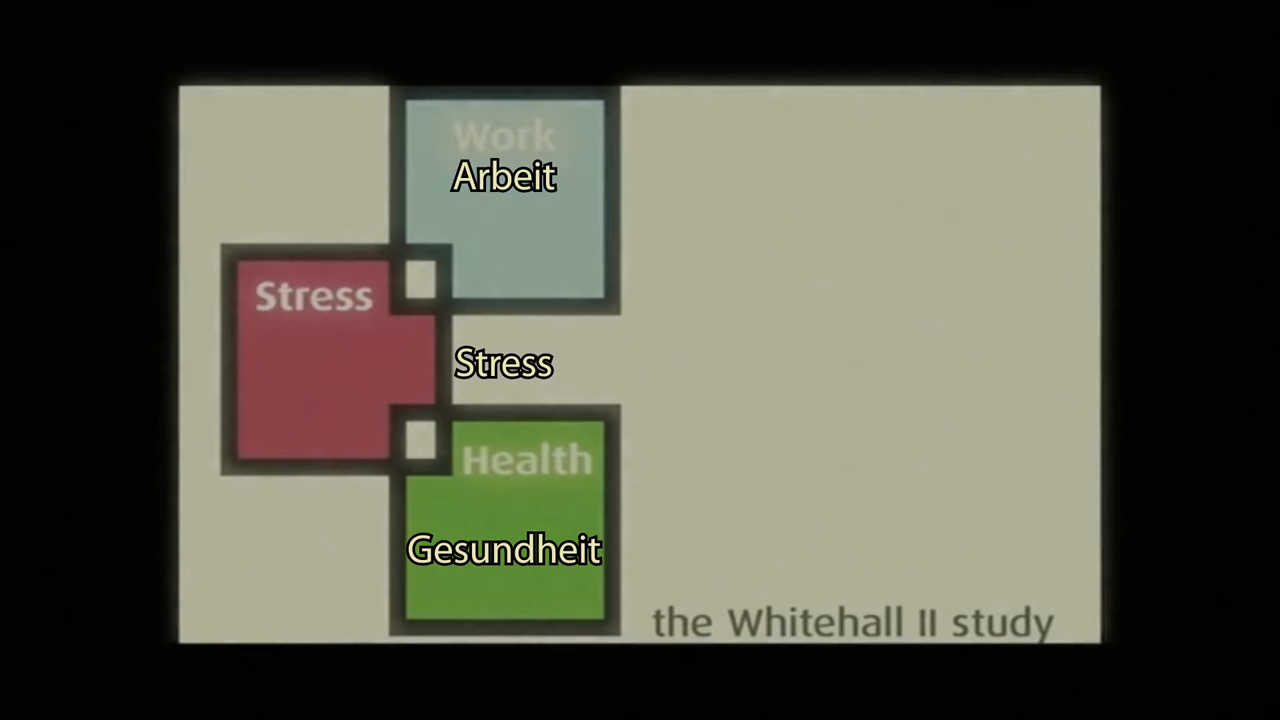 Work
Arbeit
Stress
Stress
Health
Gesundheit
the Whitehall II study